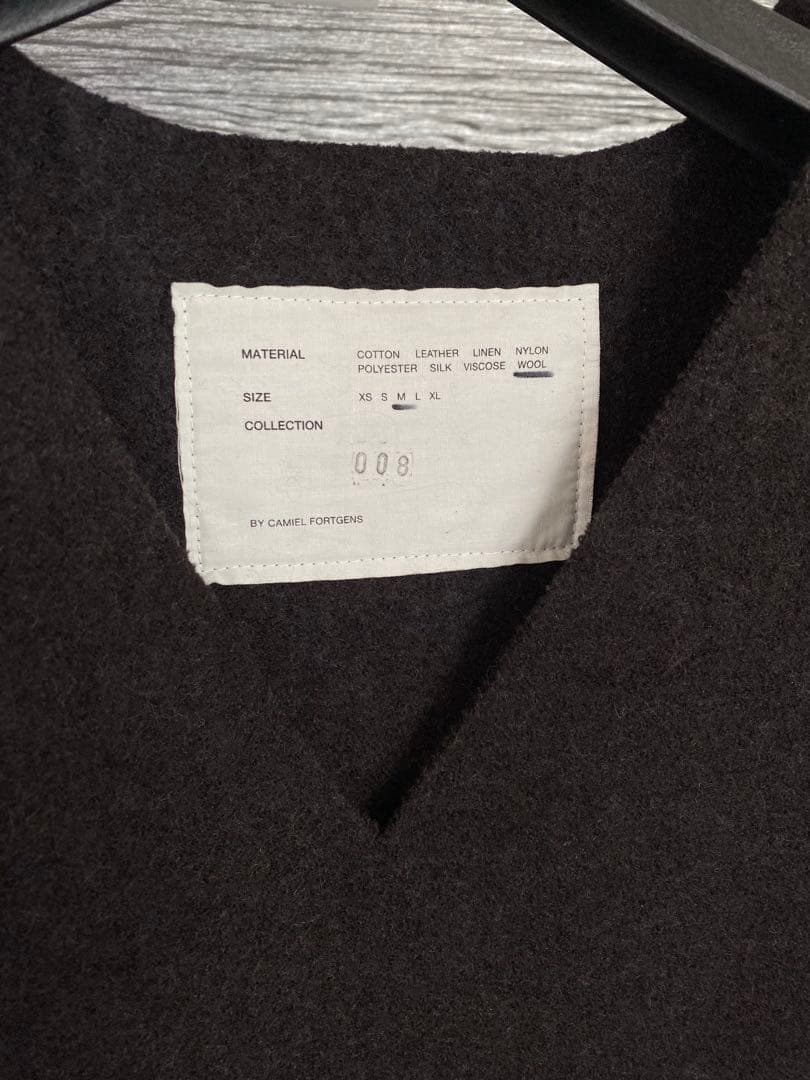 MATERIAL COTTON LEATHER LINEN NYLON
POLYESTER SILK VISCOSE WOOL
SIZE XS S M L XL
COLLECTION
008
BY CAMIEL FORTGENS